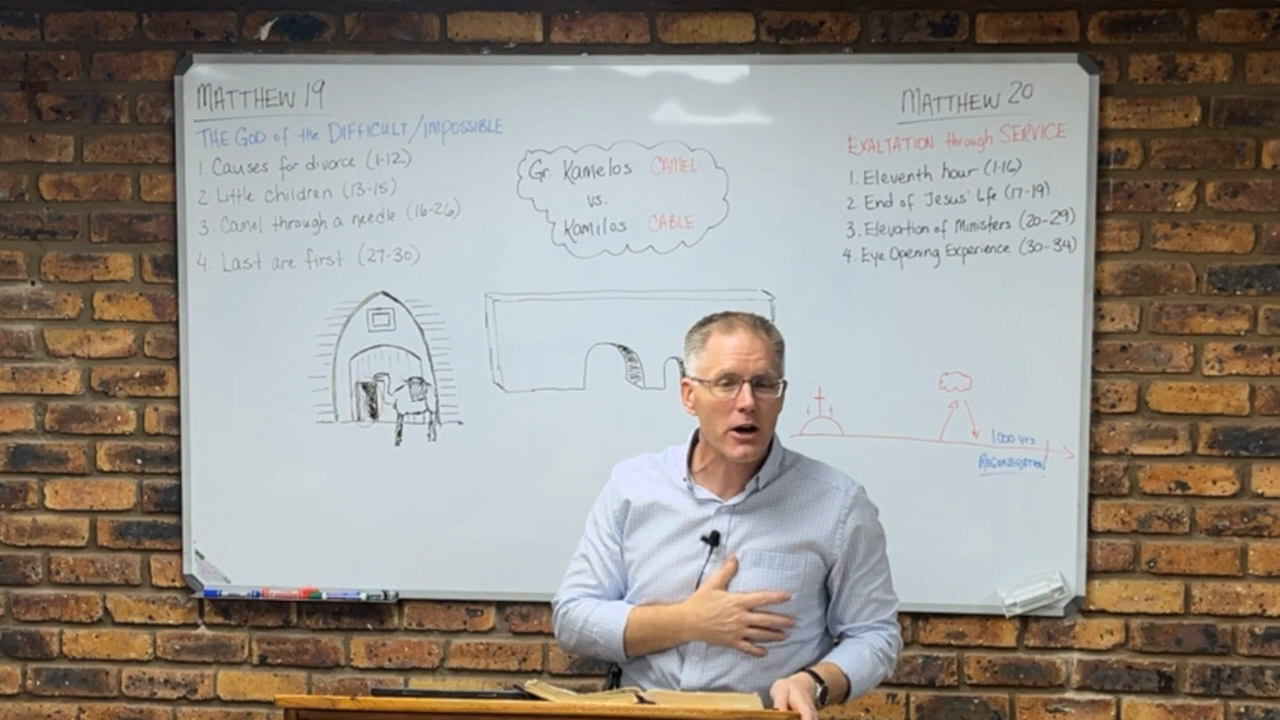 MATTHEW 19
THE GOD of the DIFFICULT/IMPOSSIBLE
1. Causes for divorce (1-12)
2 Little children (13-15)
3. Camel through a needle (16-26)
4. Last are first (27-30)
Gr. Kamelos CAMEL
vs.
Kamilos CABLE
MATTHEW 20
EXALTATION through SERVICE
1. Eleventh hour (1-16)
2 End of Jesus' Life (17-19)
3. Elevation of Ministers (20-29)
4. Eye Opening Experience (30-34)
1000 yrs
REGENERATION